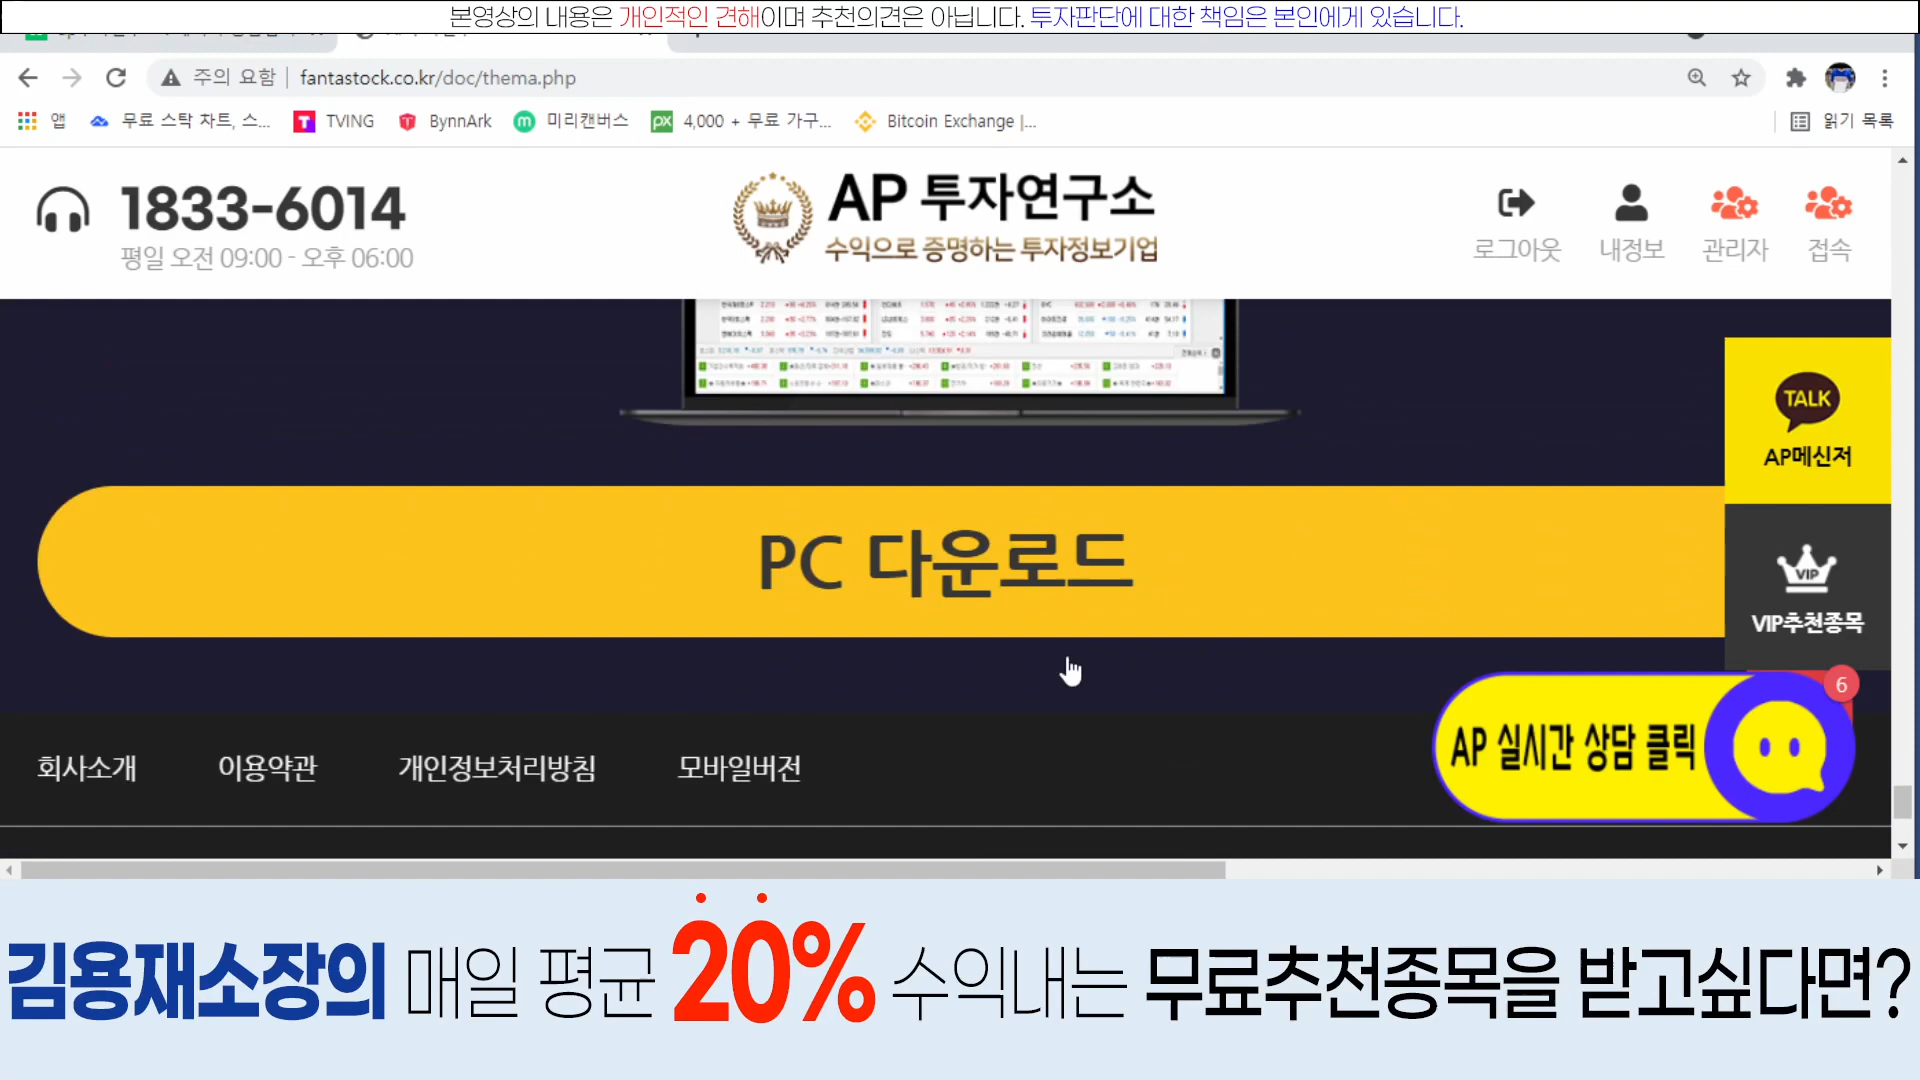 본영상의 내용은 개인적인 견해이며 추천의견은 아닙니다. 투자판단에 대한 책임은 본인에게 있습니다.
주의 요함 fantastock.co.kr/doc/thema.php
앱 무료 스탁 차트, 스... TVING BynnArk 미리캔버스 4,000 + 무료 가구... Bitcoin Exchange |... 읽기 목록
1833-6014
평일 오전 09:00 - 오후 06:00
AP 투자연구소
수익으로 증명하는 투자정보기업
로그아웃 내정보 관리자 접속
TALK
AP메신저
PC 다운로드
VIP
VIP추천종목
6
AP 실시간 상담 클릭
회사소개 이용약관 개인정보처리방침 모바일버전
김용재소장의 매일 평균 20% 수익내는 무료추천종목을 받고싶다면?